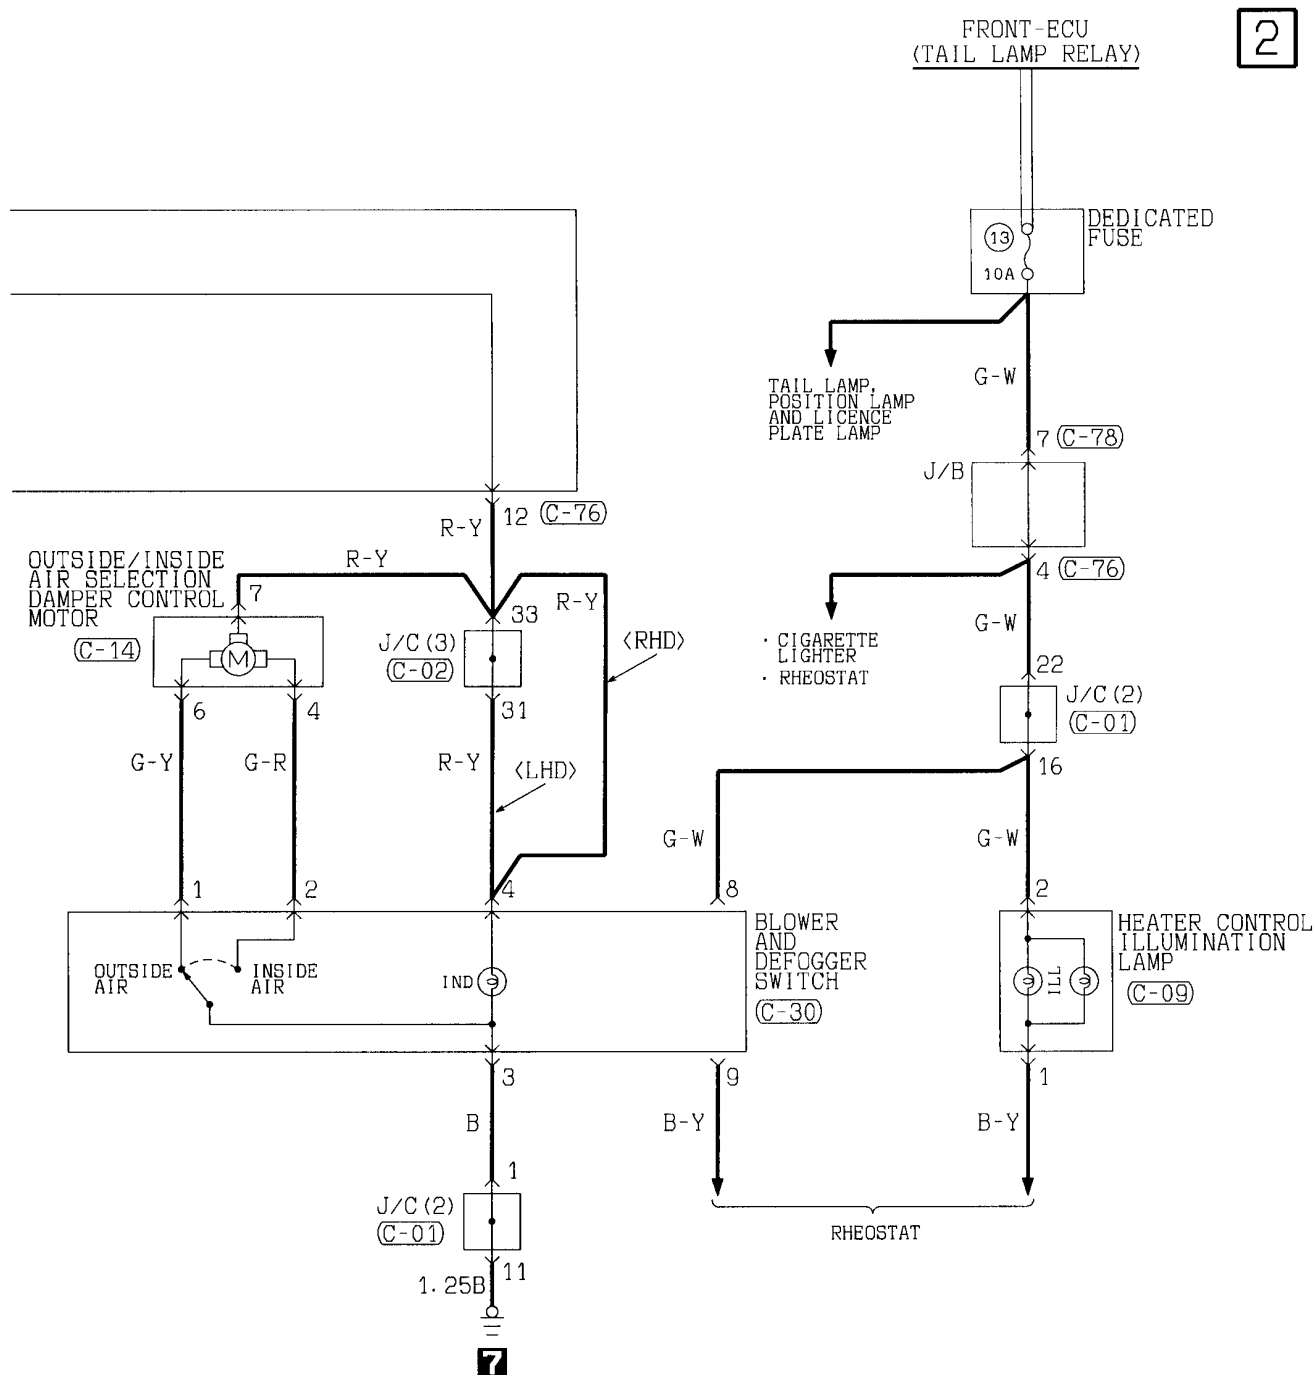 2
FRONT-ECU
(TAIL LAMP RELAY)
DEDICATED
FUSE
13
10A
G-W
TAIL LAMP,
POSITION LAMP
AND LICENCE
PLATE LAMP
7 (C-78)
J/B
12 (C-76)
R-Y
R-Y
OUTSIDE/INSIDE
AIR SELECTION
DAMPER CONTROL
MOTOR
7
(C-14)
M
R-Y
33
J/C(3)
(C-02)
<RHD>
4 (C-76)
· CIGARETTE
LIGHTER
· RHEOSTAT
G-W
22
J/C(2)
(C-01)
6
4
31
G-Y
G-R
R-Y
<LHD>
16
G-W
G-W
1
2
4
8
2
BLOWER
AND
DEFOGGER
SWITCH
(C-30)
HEATER CONTROL
ILLUMINATION
LAMP
(C-09)
OUTSIDE
AIR
INSIDE
AIR
IND
ILL
3
9
1
B
B-Y
B-Y
1
J/C(2)
(C-01)
RHEOSTAT
11
1.25B
7